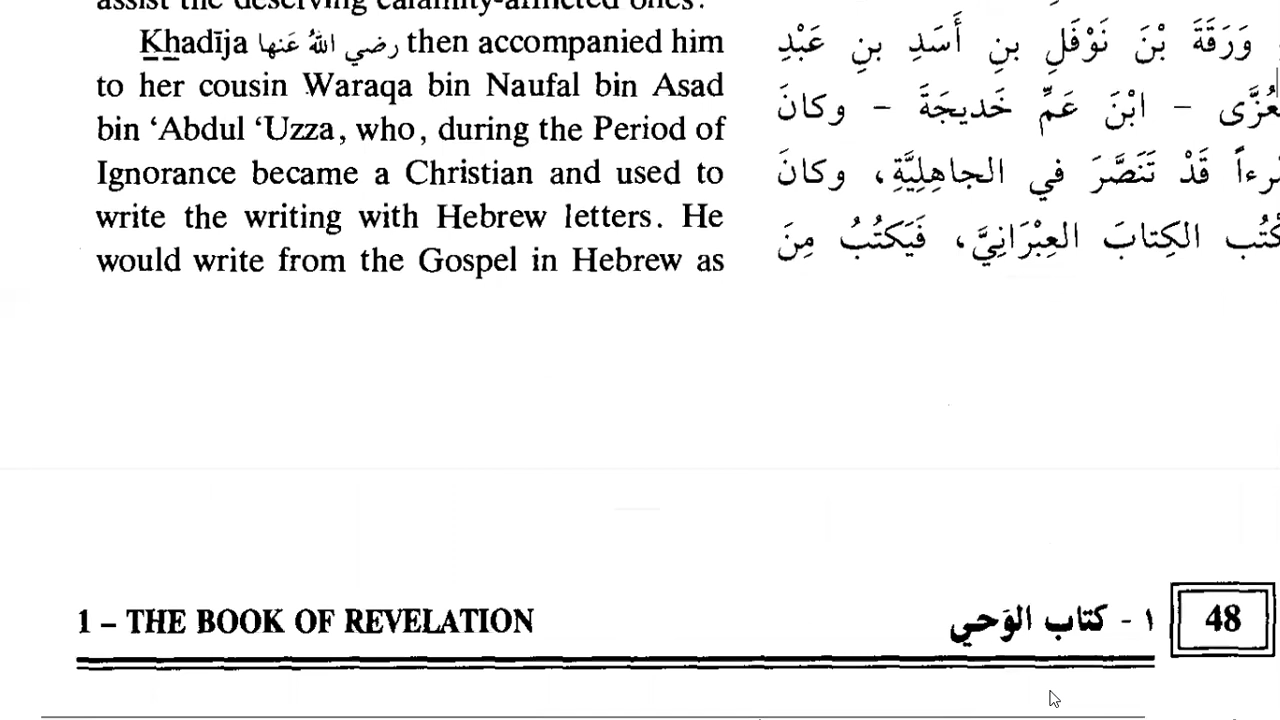 assist the deserving calamity-afflicted ones.
Khadīja رضي اللهُ عَنها then accompanied him
to her cousin Waraqa bin Naufal bin Asad
bin ‘Abdul ‘Uzza, who, during the Period of
Ignorance became a Christian and used to
write the writing with Hebrew letters. He
would write from the Gospel in Hebrew as
وَرَقَةَ بْنَ نَوْفَلِ بنِ أَسَدِ بنِ عَبْدِ
– ابْنَ عَمِّ خَديجَةَ – وكانَ
قَدْ تَنَصَّرَ في الجاهِلِيَّةِ، وكانَ
الكِتابَ العِبْرَانِيَّ، فَيَكتُبُ مِنَ
1 – THE BOOK OF REVELATION
١ - كتاب الوَحي
48